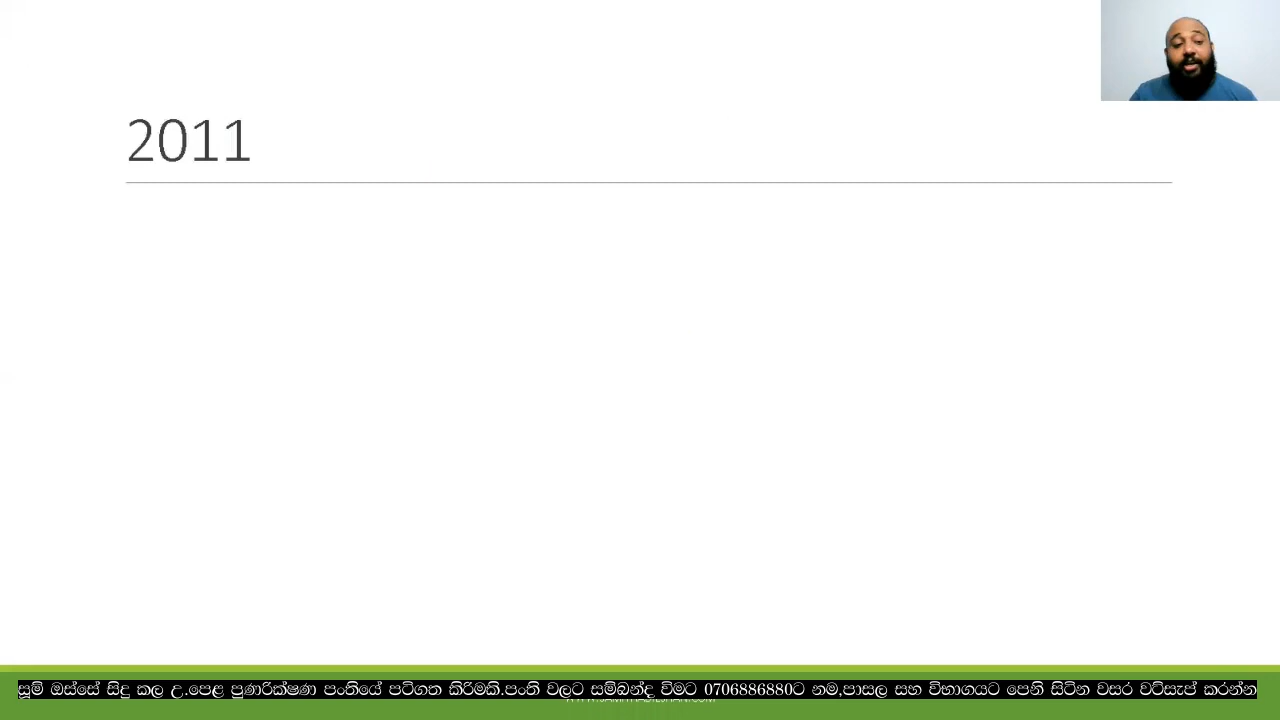 2011
සූම් ඔස්සේ සිදු කල උ.පෙළ පුණරීක්ෂණ පංතියේ පටිගත කිරීමකි.පංති වලට සම්බන්ද වීමට 0706886880ට නම,පාසල සහ විභාගයට පෙනී සිටින වසර වට්සැප් කරන්න